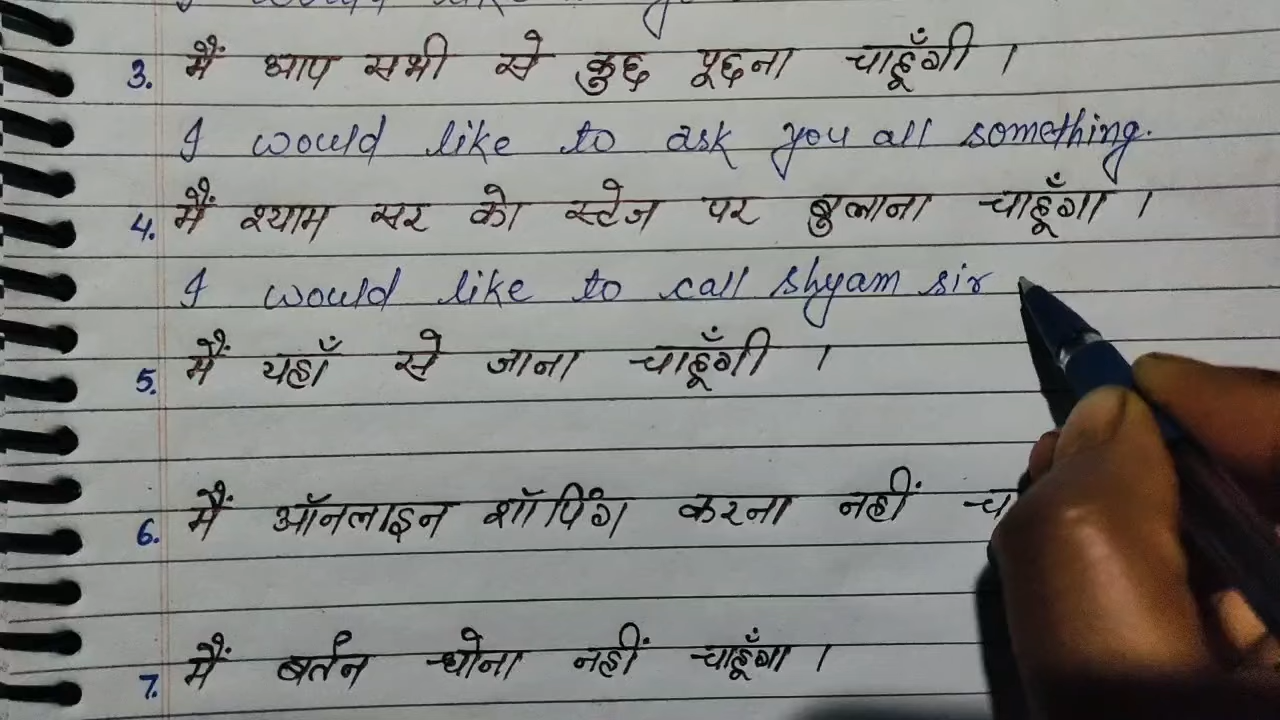 3. मैं आप सभी से कुछ पूछना चाहूँगी ।
I would like to ask you all something.
4. मैं श्याम सर को स्टेज पर बुलाना चाहूँगा ।
I would like to call shyam sir
5. मैं यहाँ से जाना चाहूँगी ।
6. मैं ऑनलाइन शॉपिंग करना नहीं
7. मैं बर्तन धोना नहीं चाहूँगा ।